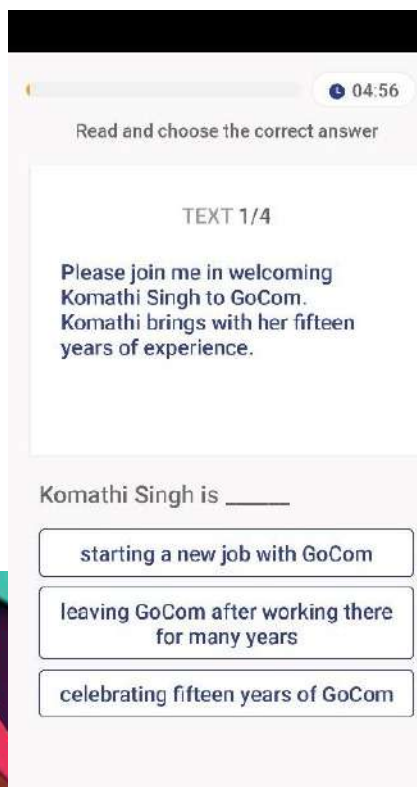 04:56
Read and choose the correct answer
TEXT 1/4
Please join me in welcoming
Komathi Singh to GoCom.
Komathi brings with her fifteen
years of experience.
Komathi Singh is ______
starting a new job with GoCom
leaving GoCom after working there
for many years
celebrating fifteen years of GoCom